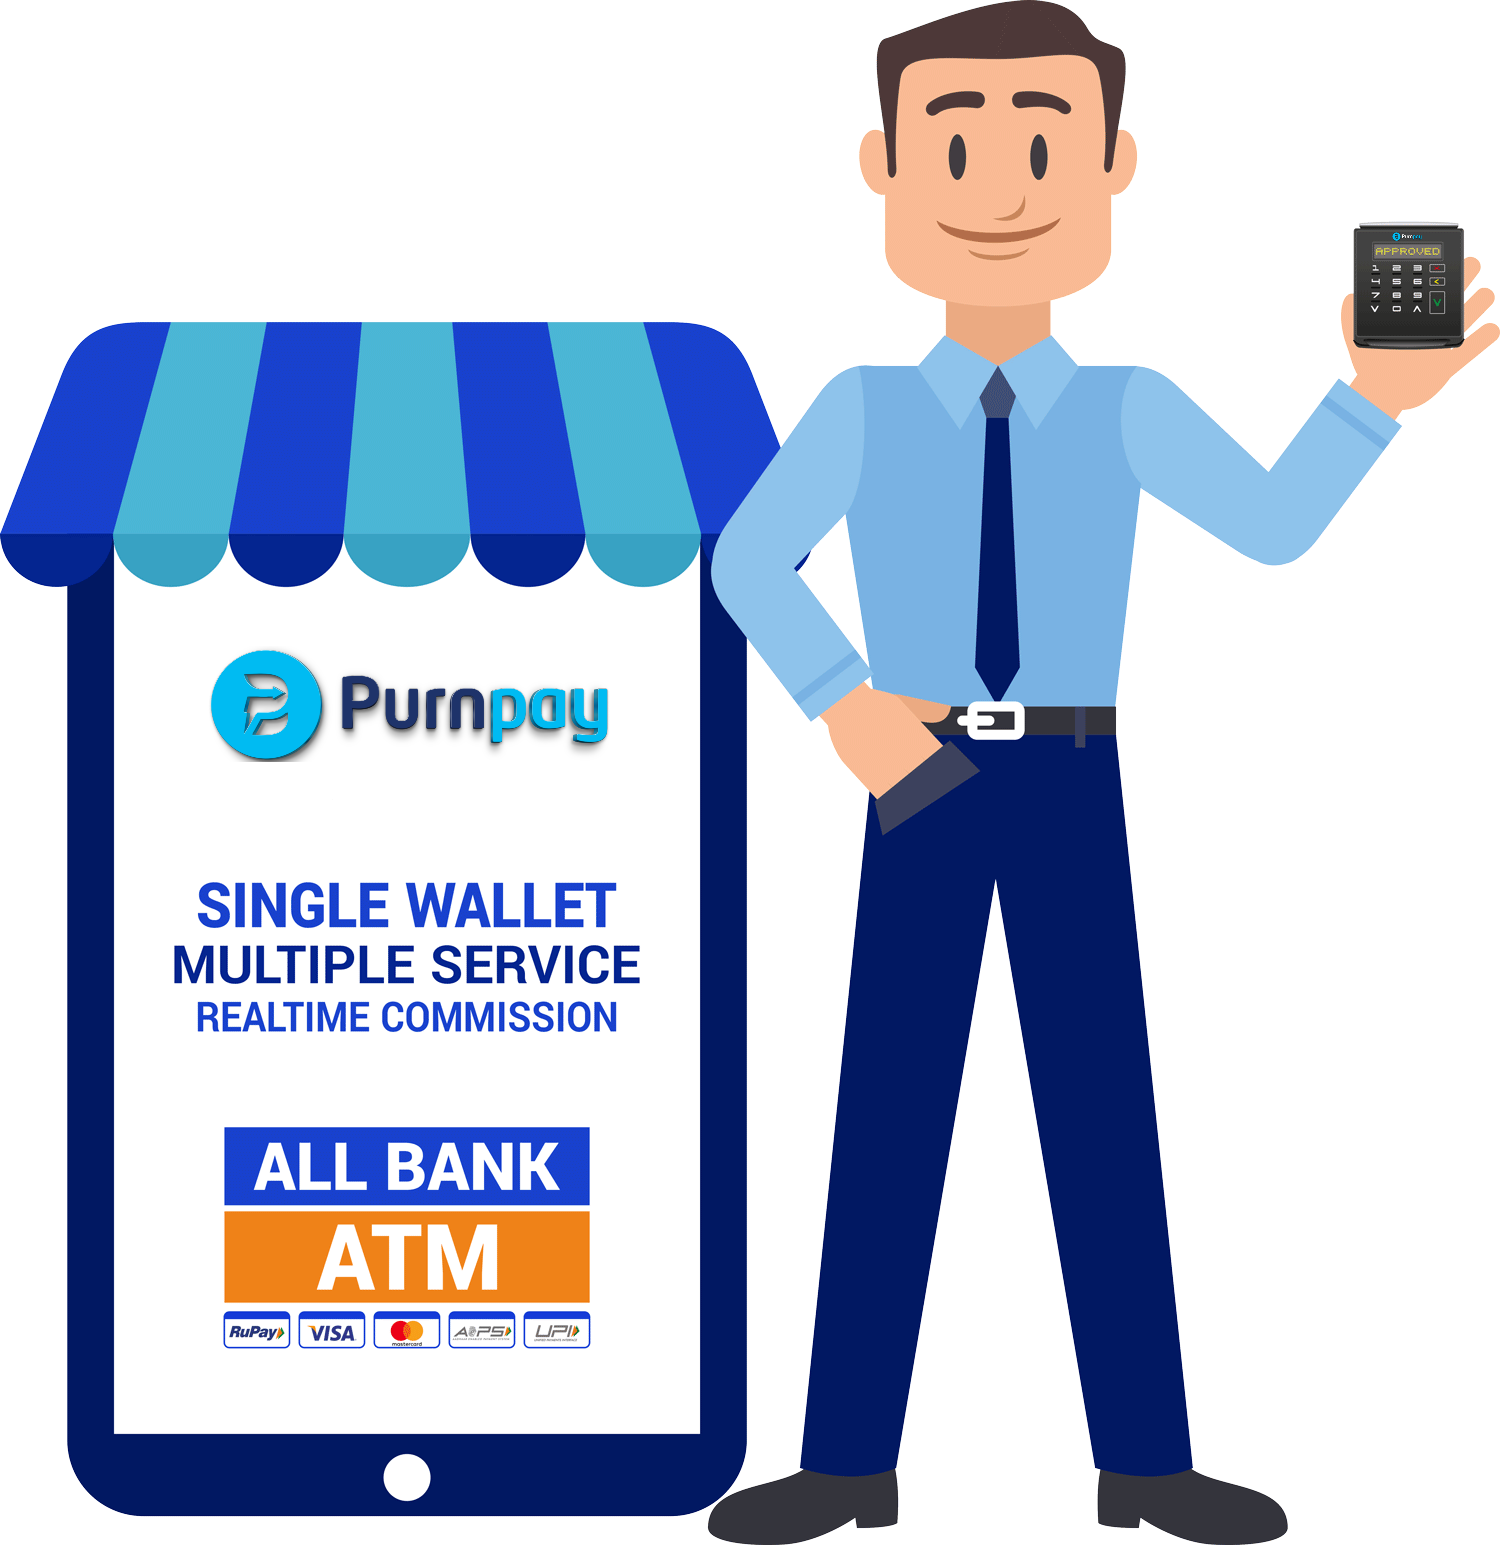 Purnpay
APPROVED
1 2 3
4 5 6 <
7 8 9
V 0 Λ V
Purnpay
SINGLE WALLET
MULTIPLE SERVICE
REALTIME COMMISSION
ALL BANK
ATM
RuPay VISA mastercard AePS UPI